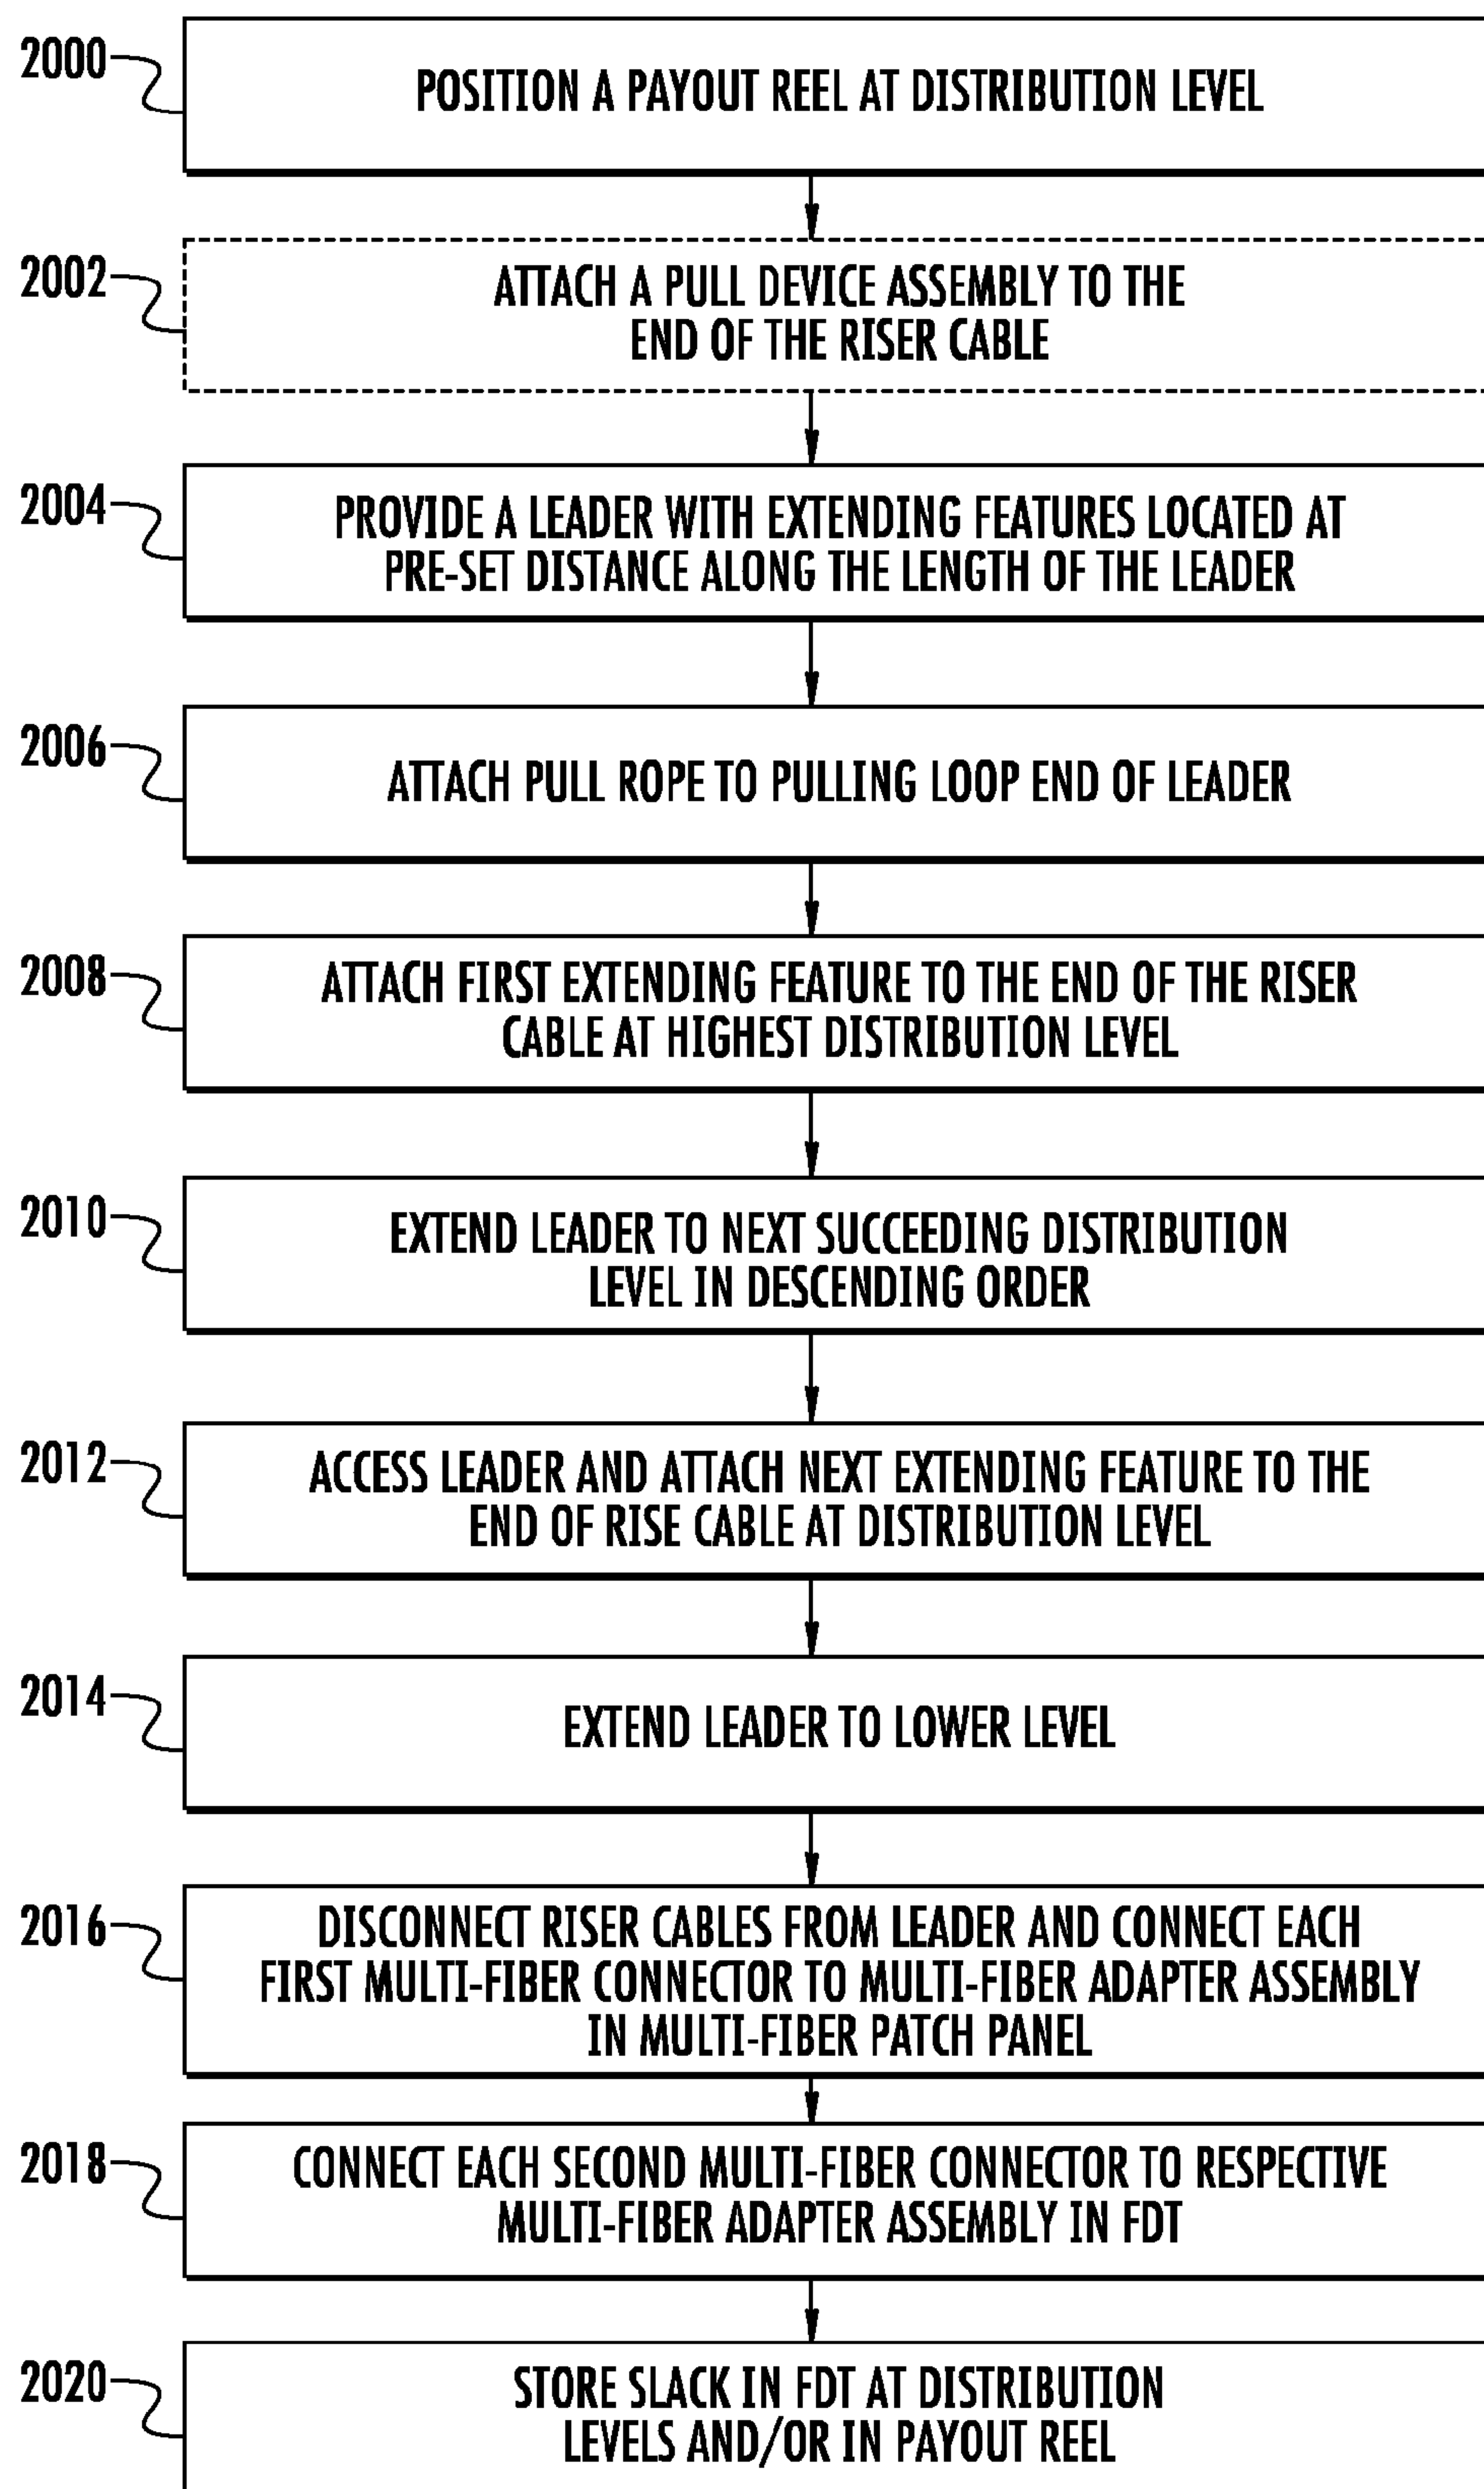 2000
POSITION A PAYOUT REEL AT DISTRIBUTION LEVEL
2002
ATTACH A PULL DEVICE ASSEMBLY TO THE
END OF THE RISER CABLE
2004
PROVIDE A LEADER WITH EXTENDING FEATURES LOCATED AT
PRE-SET DISTANCE ALONG THE LENGTH OF THE LEADER
2006
ATTACH PULL ROPE TO PULLING LOOP END OF LEADER
2008
ATTACH FIRST EXTENDING FEATURE TO THE END OF THE RISER
CABLE AT HIGHEST DISTRIBUTION LEVEL
2010
EXTEND LEADER TO NEXT SUCCEEDING DISTRIBUTION
LEVEL IN DESCENDING ORDER
2012
ACCESS LEADER AND ATTACH NEXT EXTENDING FEATURE TO THE
END OF RISE CABLE AT DISTRIBUTION LEVEL
2014
EXTEND LEADER TO LOWER LEVEL
2016
DISCONNECT RISER CABLES FROM LEADER AND CONNECT EACH
FIRST MULTI-FIBER CONNECTOR TO MULTI-FIBER ADAPTER ASSEMBLY
IN MULTI-FIBER PATCH PANEL
2018
CONNECT EACH SECOND MULTI-FIBER CONNECTOR TO RESPECTIVE
MULTI-FIBER ADAPTER ASSEMBLY IN FDT
2020
STORE SLACK IN FDT AT DISTRIBUTION
LEVELS AND/OR IN PAYOUT REEL